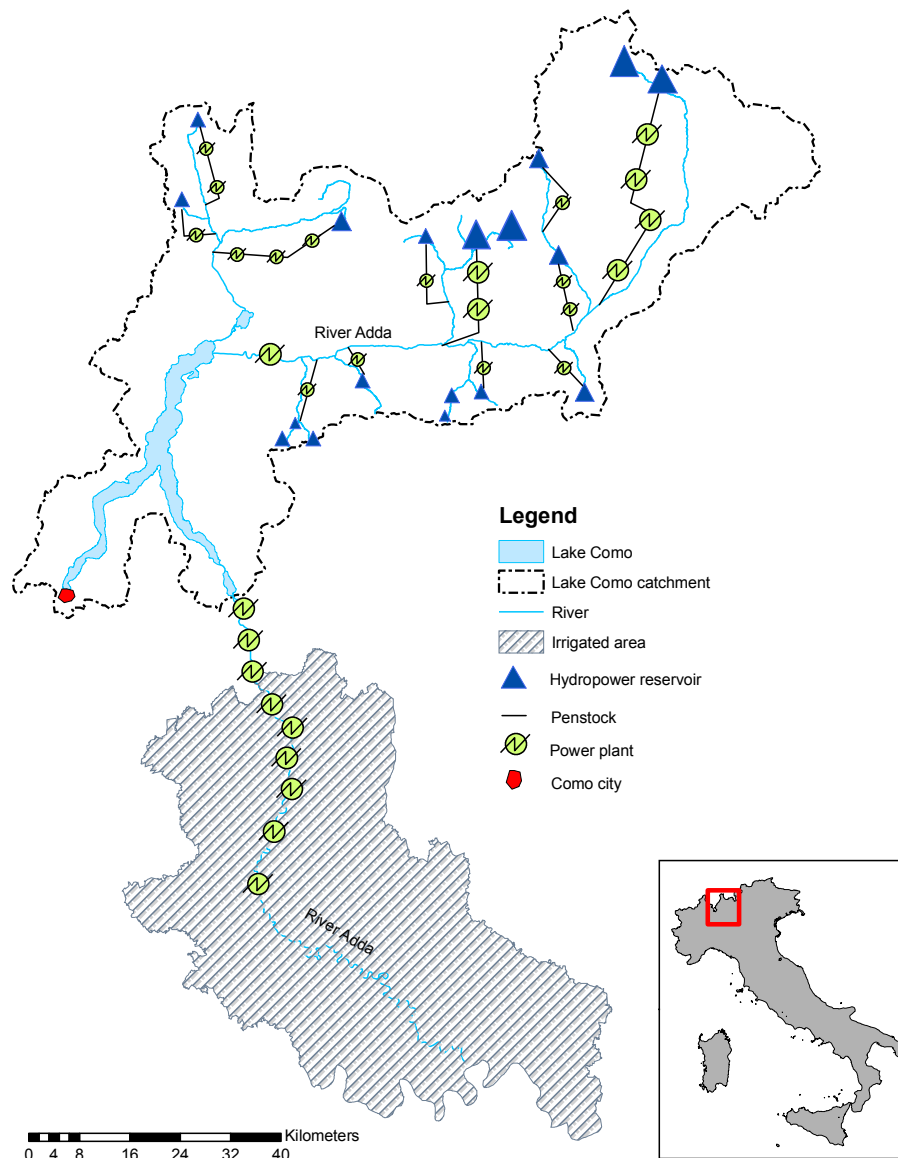 River Adda
Legend
Lake Como
Lake Como catchment
River
Irrigated area
Hydropower reservoir
Penstock
Power plant
Como city
River Adda
Kilometers
0 4 8 16 24 32 40